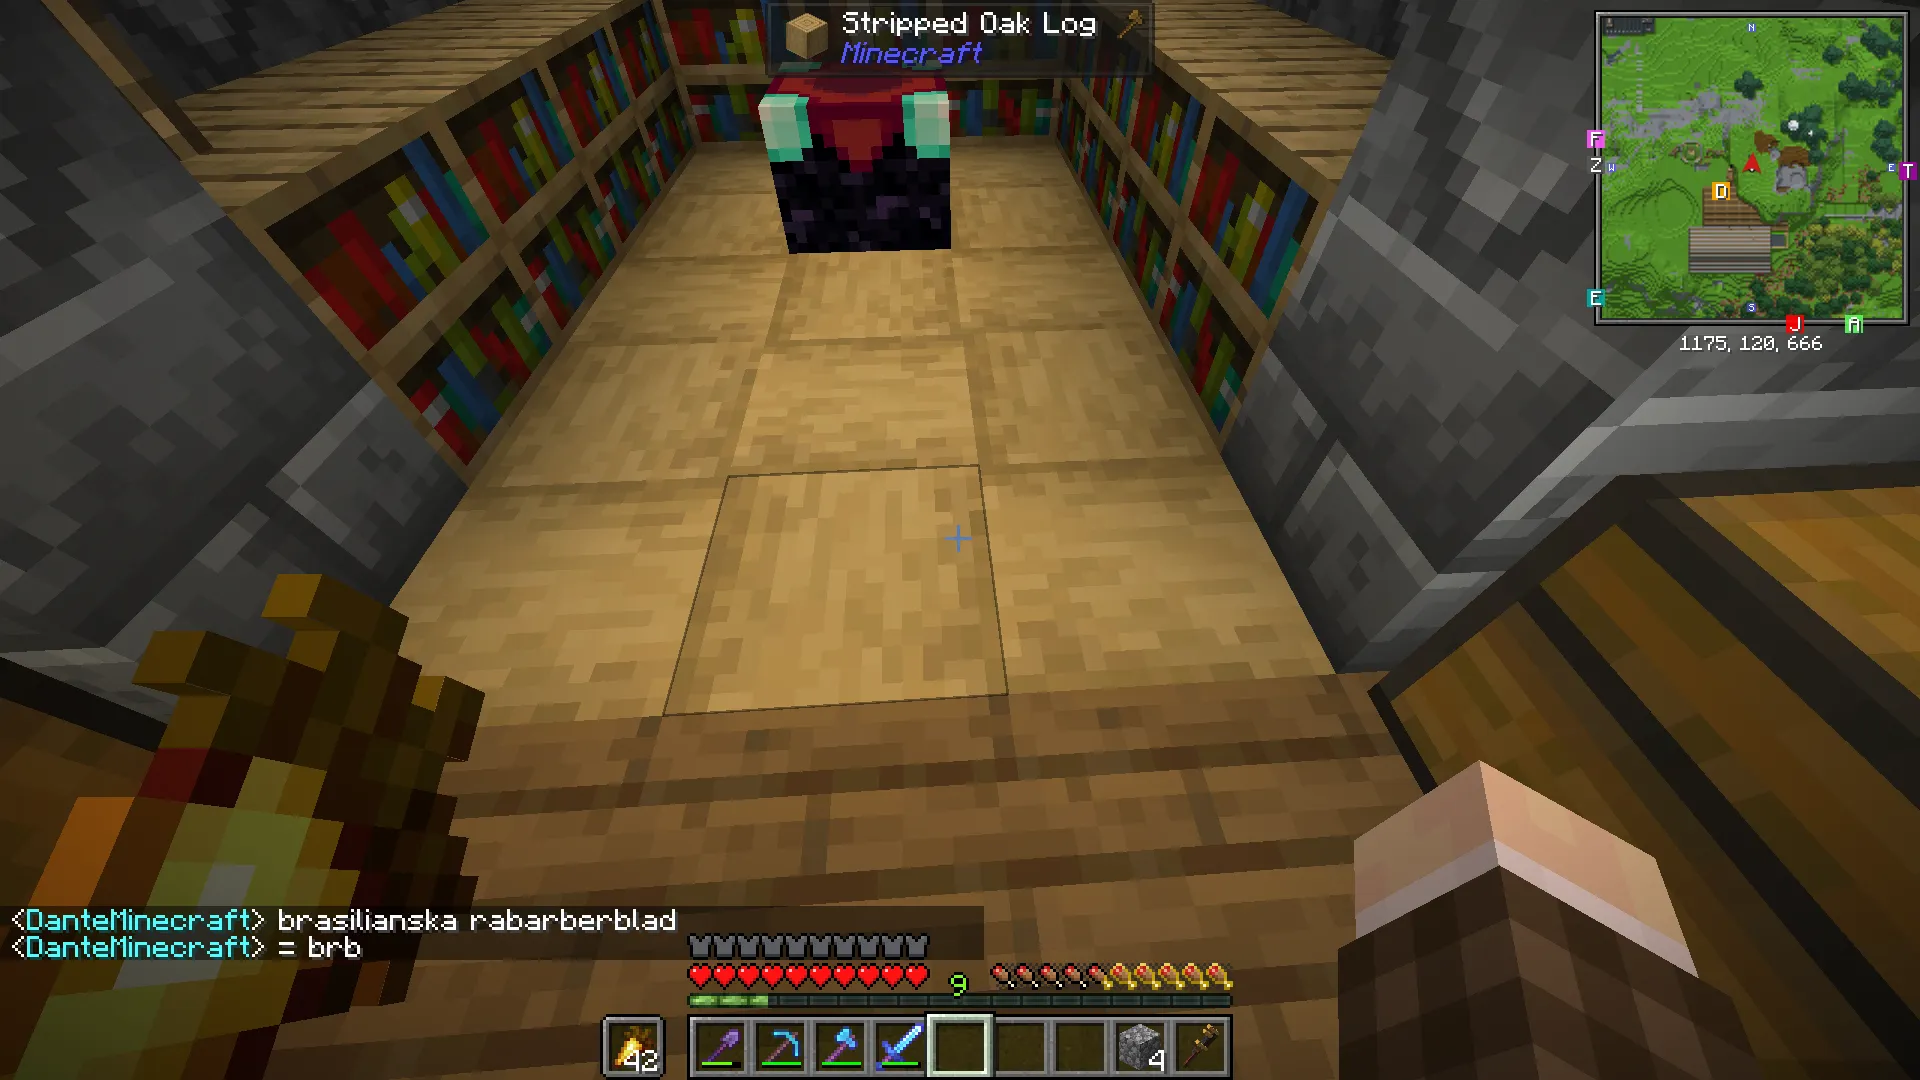 Stripped Oak Log
Minecraft
N
F
Z W
E T
D
E
S
J
A
1175, 120, 666
<DanteMinecraft> brasilianska rabarberblad
<DanteMinecraft> = brb
9
42
4